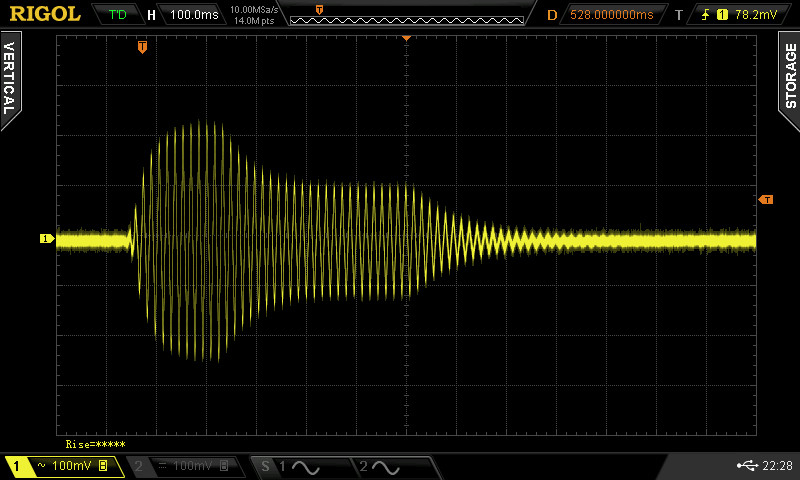 RIGOL T'D H 100.0ms 10.00MSa/s D 528.000000ms T 1 78.2mV
14.0M pts
T
VERTICAL
STORAGE
T
1
Rise=*****
1 ~ 100mV 2 100mV S 1 2 22:28